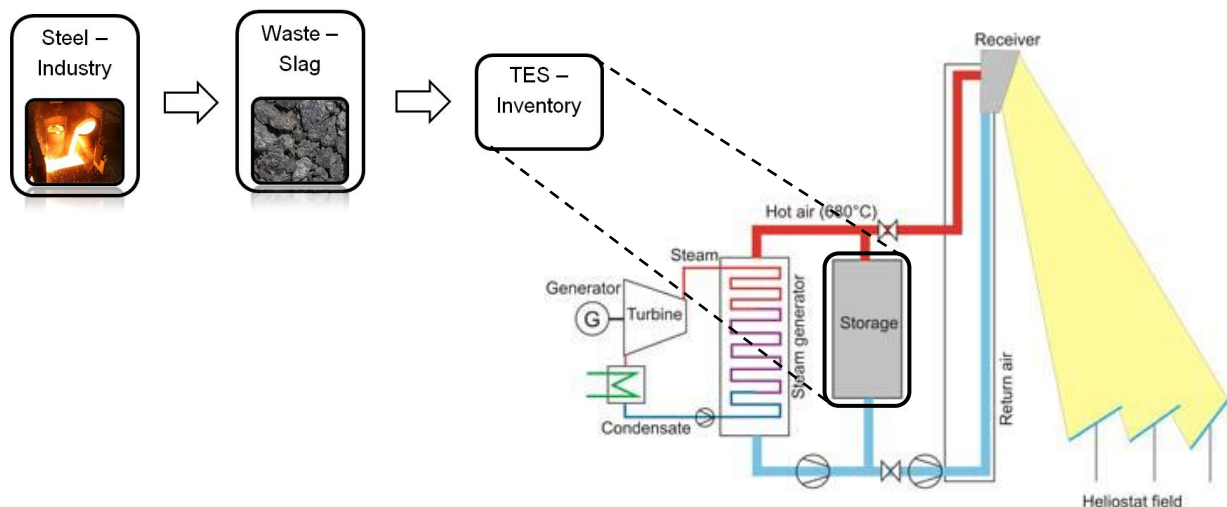 Steel –
Industry
Waste –
Slag
TES –
Inventory
Receiver
Hot air (680°C)
Steam
Generator
G
Turbine
Steam generator
Storage
Return air
Condensate
Heliostat field